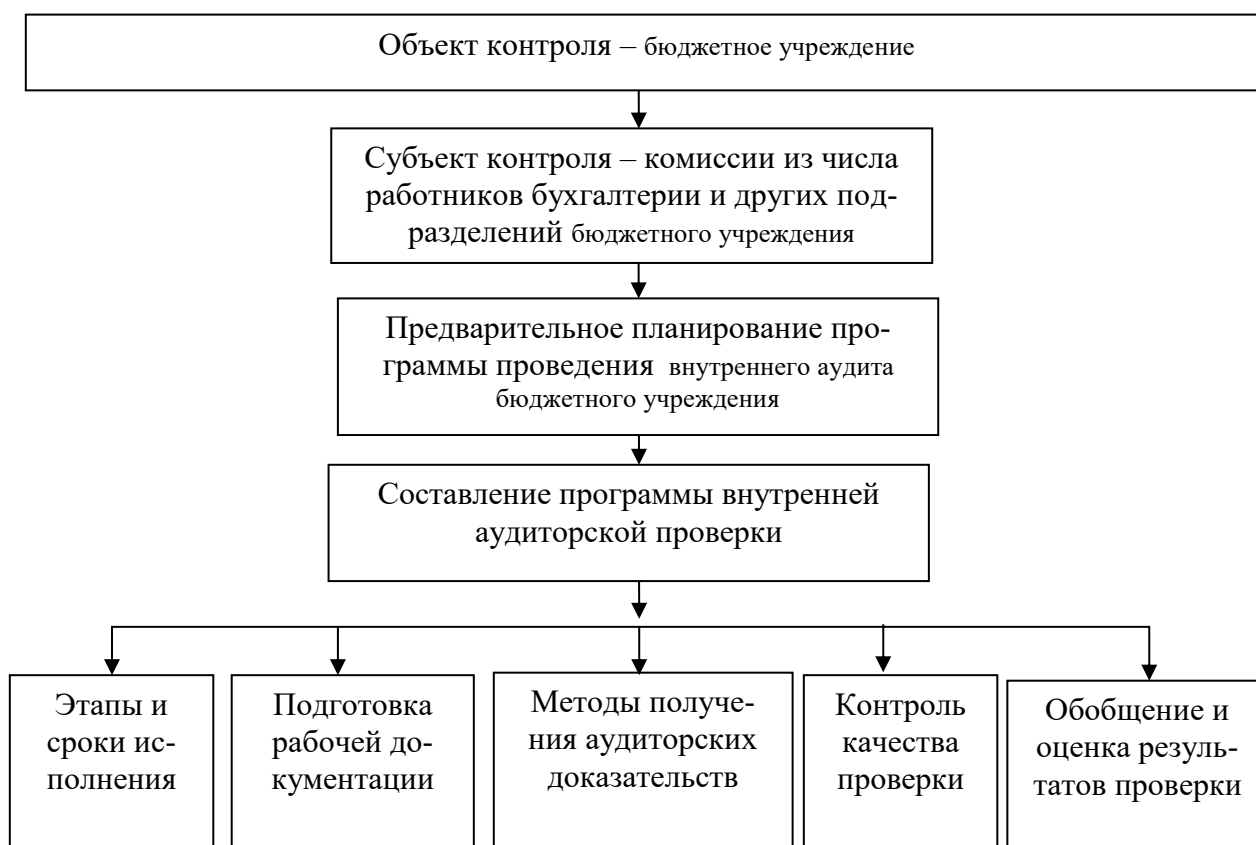 Объект контроля – бюджетное учреждение
Субъект контроля – комиссии из числа
работников бухгалтерии и других под-
разделений бюджетного учреждения
Предварительное планирование про-
граммы проведения внутреннего аудита
бюджетного учреждения
Составление программы внутренней
аудиторской проверки
Этапы и
сроки ис-
полнения
Подготовка
рабочей до-
кументации
Методы получе-
ния аудиторских
доказательств
Контроль
качества
проверки
Обобщение и
оценка резуль-
татов проверки